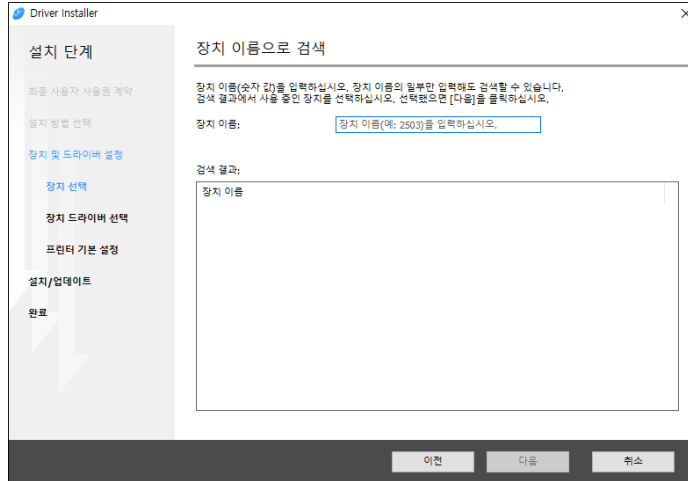 Driver Installer
설치 단계
최종 사용자 사용권 계약
설치 방법 선택
장치 및 드라이버 설정
장치 선택
장치 드라이버 선택
프린터 기본 설정
설치/업데이트
완료
장치 이름으로 검색
장치 이름(숫자 값)을 입력하십시오. 장치 이름의 일부만 입력해도 검색할 수 있습니다.
검색 결과에서 사용 중인 장치를 선택하십시오. 선택했으면 [다음]을 클릭하십시오.
장치 이름:
장치 이름(예: 2503)을 입력하십시오.
검색 결과:
장치 이름
이전
다음
취소